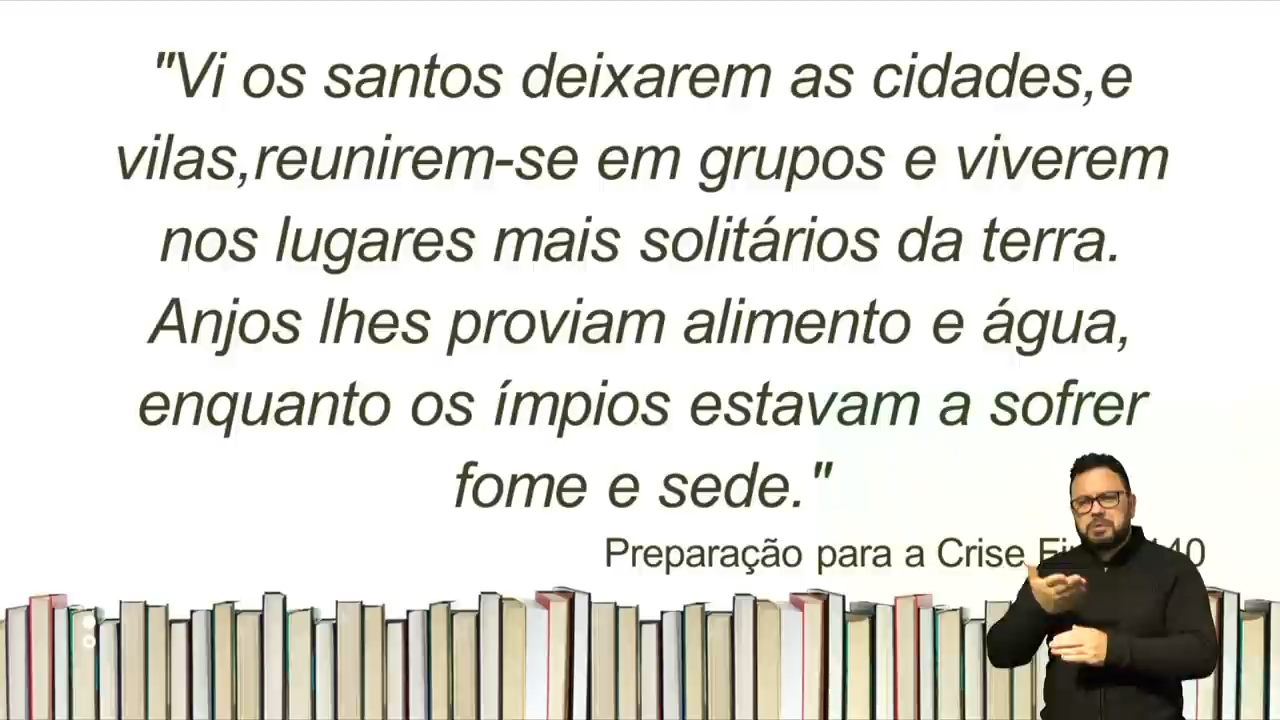 "Vi os santos deixarem as cidades,e
vilas,reunirem-se em grupos e viverem
nos lugares mais solitários da terra.
Anjos lhes proviam alimento e água,
enquanto os ímpios estavam a sofrer
fome e sede."
Preparação para a Crise